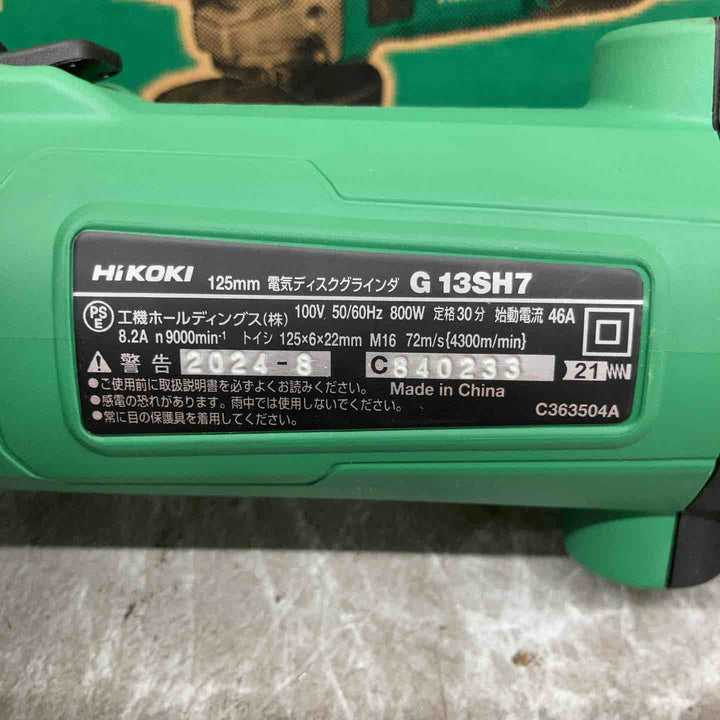 HiKOKI 125mm 電気ディスクグラインダ G 13SH7
PSE 工機ホールディングス(株) 100V 50/60Hz 800W 定格30分 始動電流 46A
8.2A n 9000min-1 トイシ 125×6×22mm M16 72m/s{4300m/min}
警告 2024-8 C840233 21
●ご使用前に取扱説明書を必ずよくお読みください。 Made in China
●感電の恐れがあります。雨中では使用しないでください。 C363504A
●常に目の保護具を着用してください。